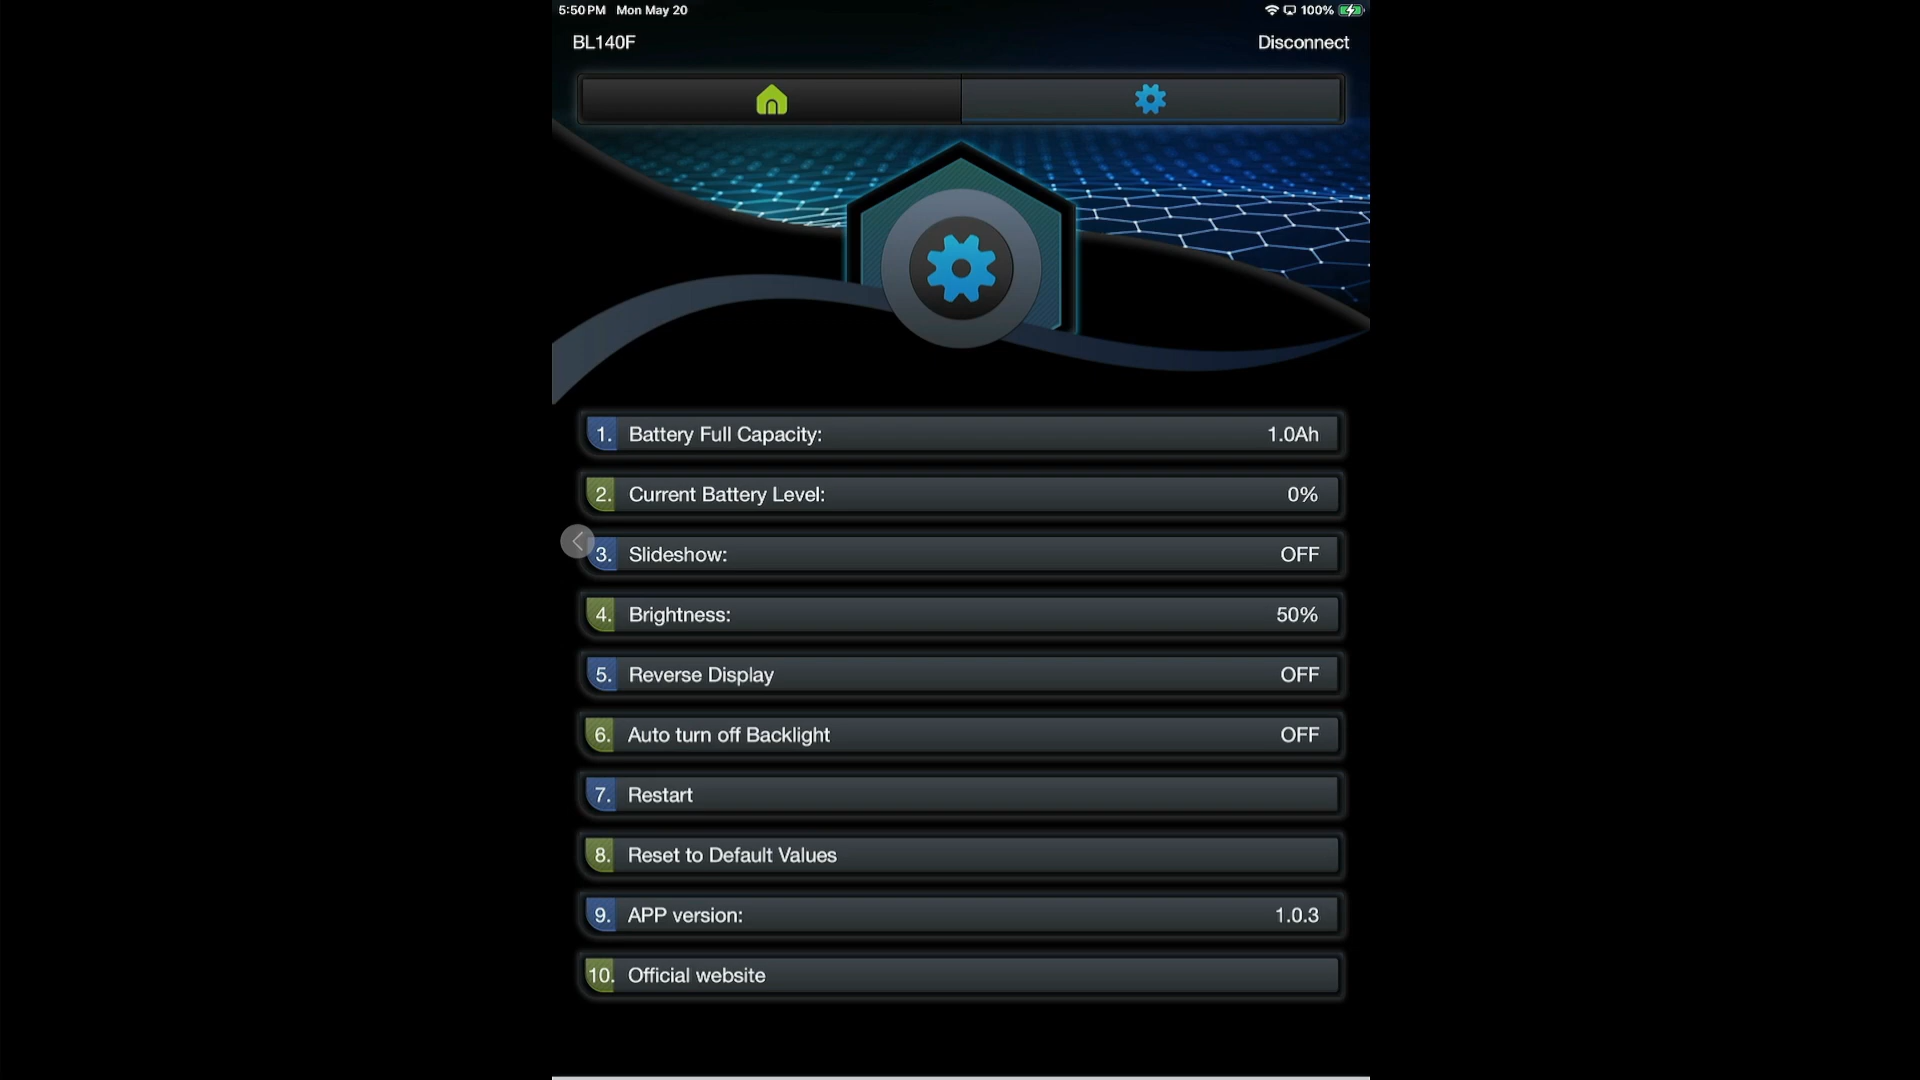 5:50 PM Mon May 20 100%
BL140F Disconnect
1. Battery Full Capacity: 1.0Ah
2. Current Battery Level: 0%
3. Slideshow: OFF
4. Brightness: 50%
5. Reverse Display OFF
6. Auto turn off Backlight OFF
7. Restart
8. Reset to Default Values
9. APP version: 1.0.3
10. Official website